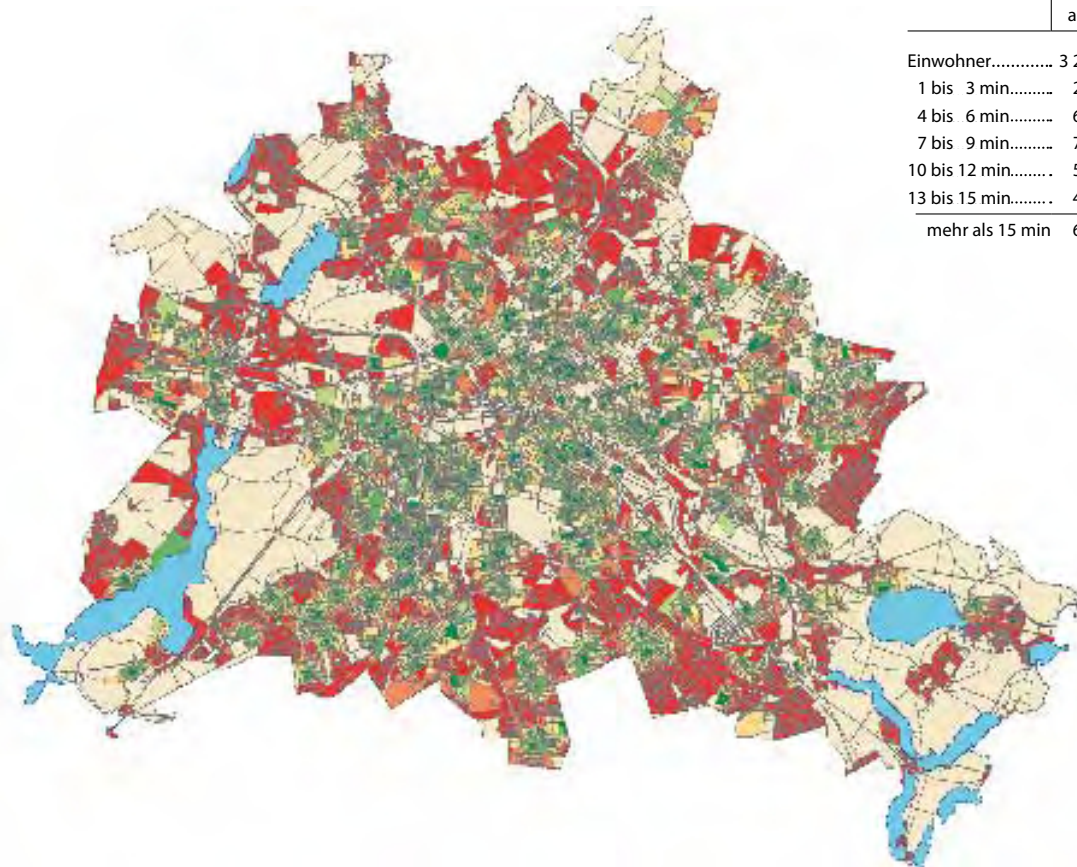 a
Einwohner............. 3 2
1 bis 3 min......... 2
4 bis 6 min......... 6
7 bis 9 min......... 7
10 bis 12 min......... 5
13 bis 15 min......... 4
mehr als 15 min 6